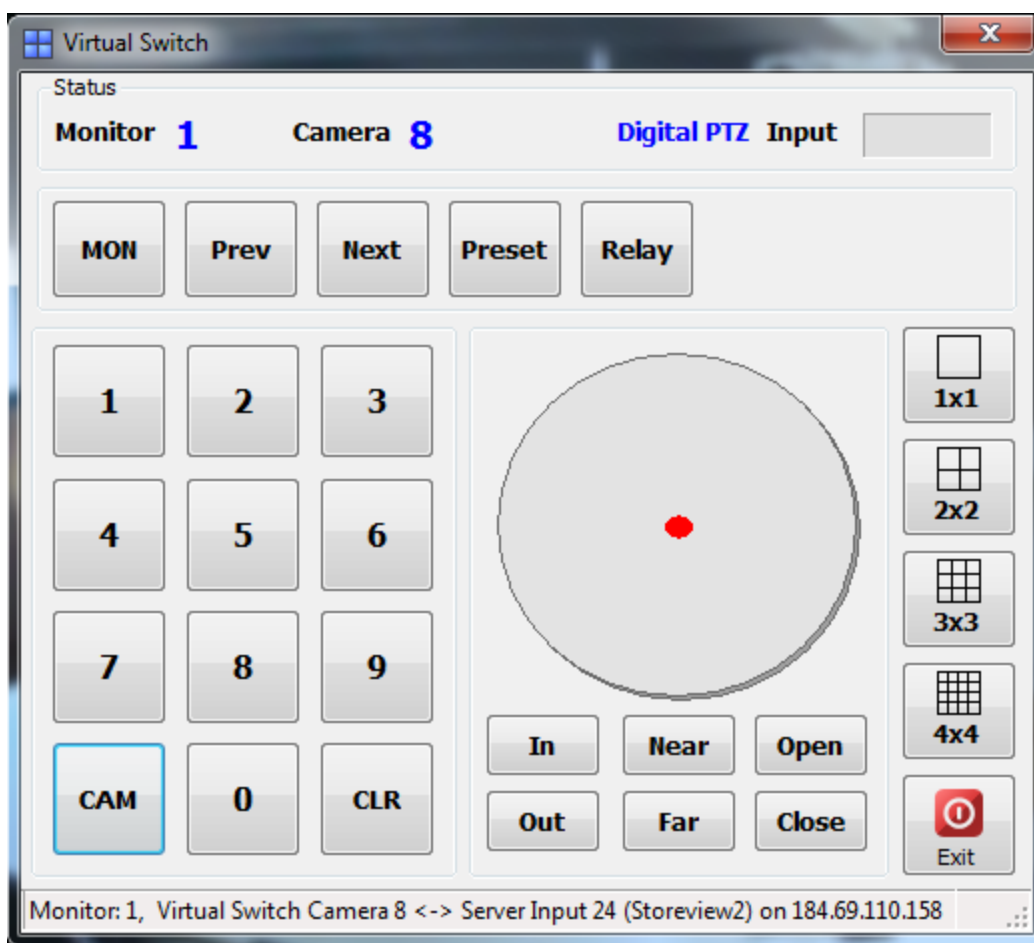 Virtual Switch
Status
Monitor 1 Camera 8 Digital PTZ Input
MON Prev Next Preset Relay
1 2 3
4 5 6
7 8 9
CAM 0 CLR
In Near Open
Out Far Close
1x1
2x2
3x3
4x4
Exit
Monitor: 1, Virtual Switch Camera 8 <-> Server Input 24 (Storeview2) on 184.69.110.158